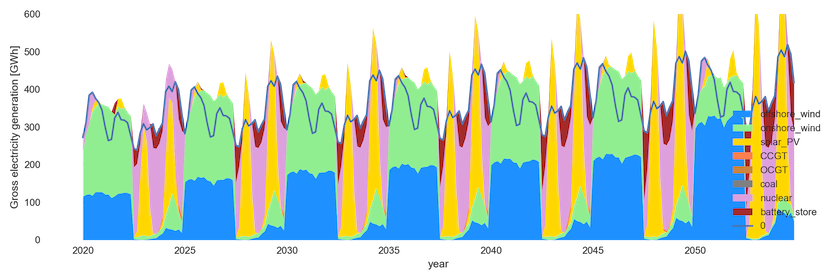 Gross electricity generation [GWh]
600
500
400
300
200
100
0
2020 2025 2030 2035 2040 2045 2050
year
offshore_wind
onshore_wind
solar_PV
CCGT
OCGT
coal
nuclear
battery_store
0